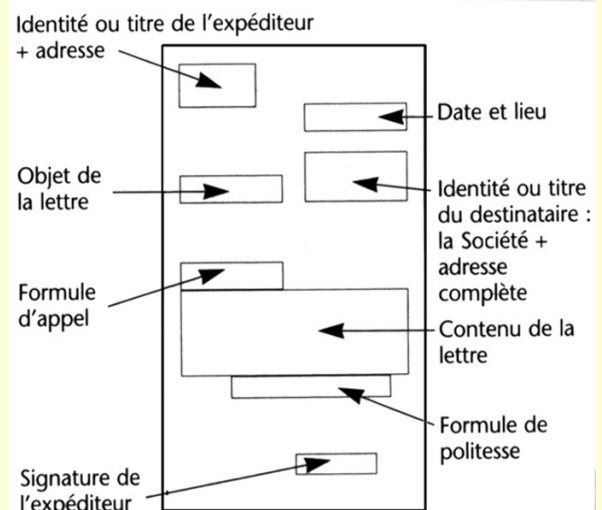 Identité ou titre de l'expéditeur
+ adresse
Date et lieu
Objet de
la lettre
Identité ou titre
du destinataire :
la Société +
adresse
complète
Formule
d'appel
Contenu de la
lettre
Formule de
politesse
Signature de
l'expéditeur